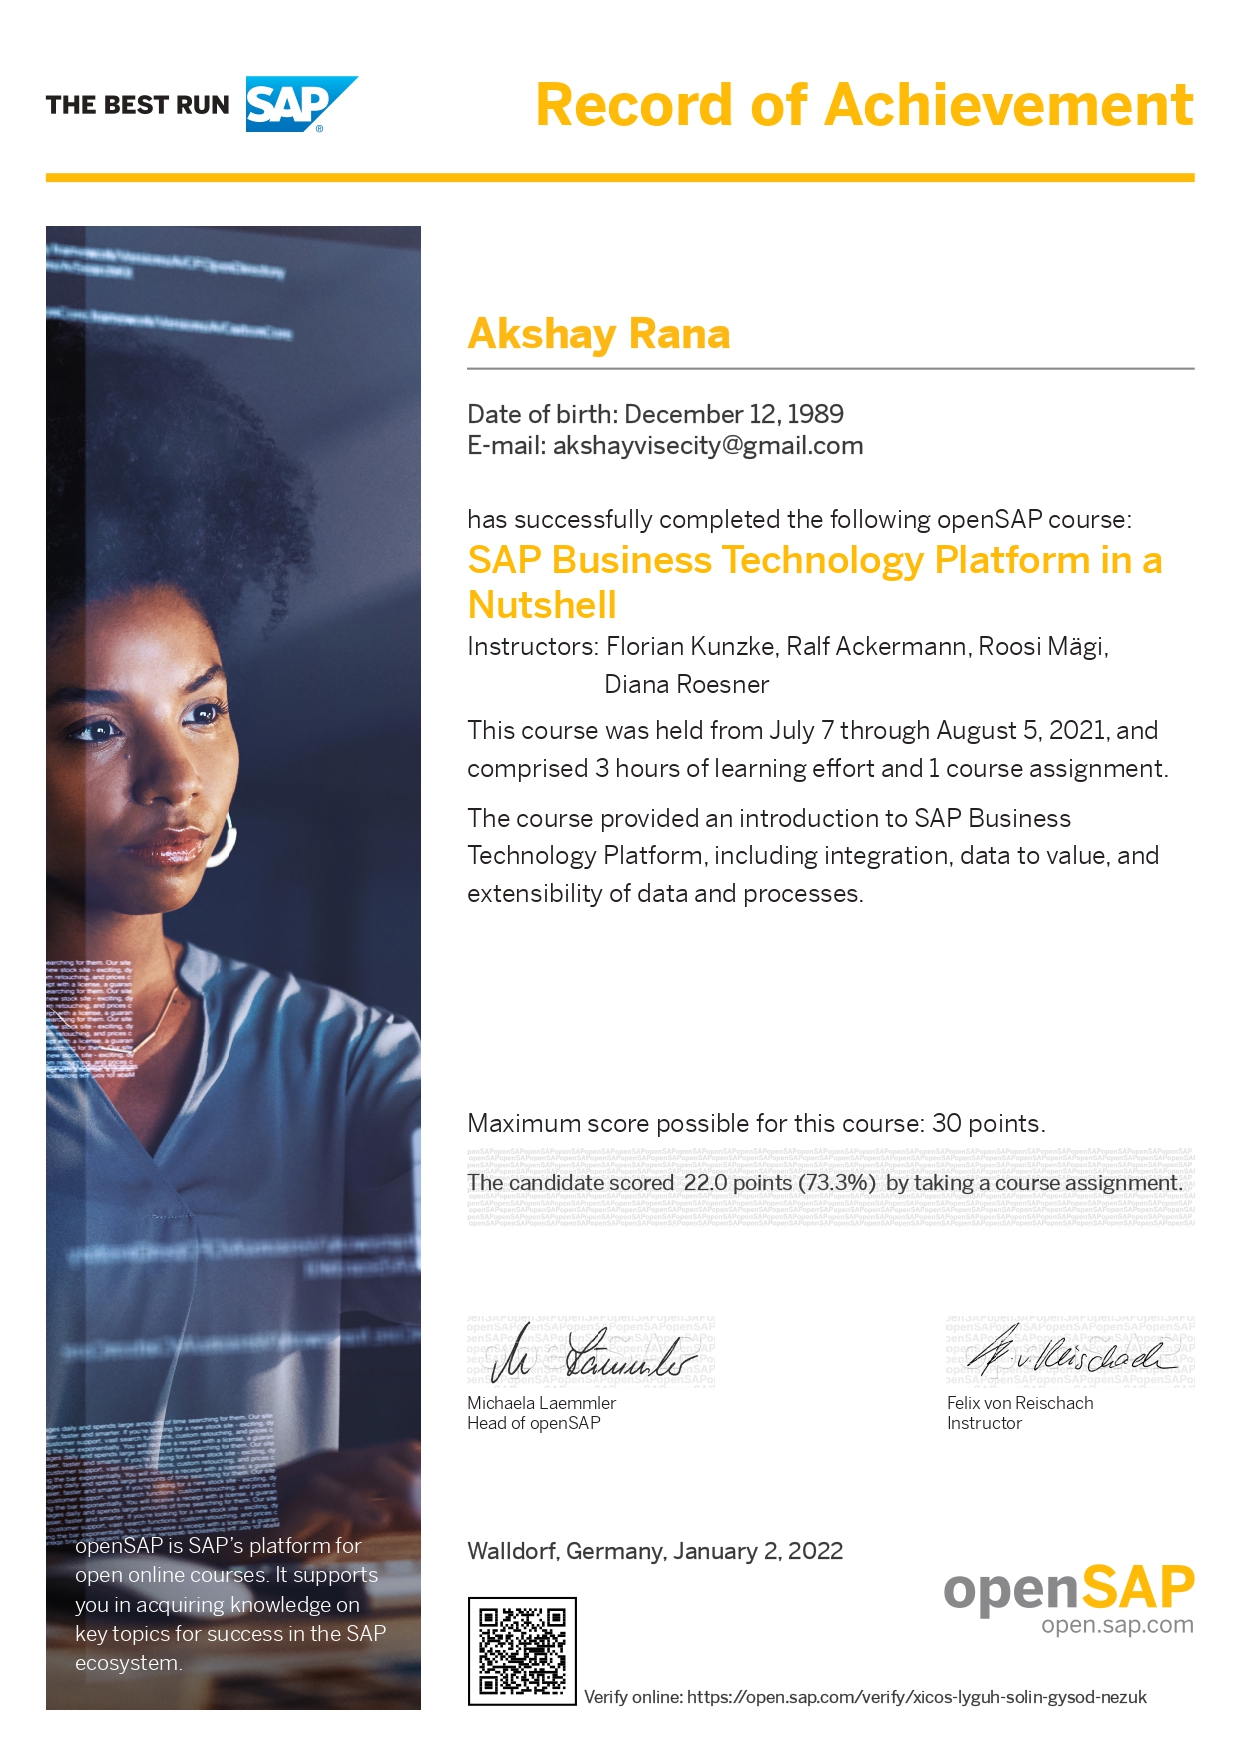 THE BEST RUN SAP ®
Record of Achievement
Akshay Rana
Date of birth: December 12, 1989
E-mail: akshayvisecity@gmail.com
has successfully completed the following openSAP course:
SAP Business Technology Platform in a
Nutshell
Instructors: Florian Kunzke, Ralf Ackermann, Roosi Mägi,
Diana Roesner
This course was held from July 7 through August 5, 2021, and
comprised 3 hours of learning effort and 1 course assignment.
The course provided an introduction to SAP Business
Technology Platform, including integration, data to value, and
extensibility of data and processes.
Maximum score possible for this course: 30 points.
The candidate scored 22.0 points (73.3%) by taking a course assignment.
Michaela Laemmler
Head of openSAP
Felix von Reischach
Instructor
openSAP is SAP's platform for
open online courses. It supports
you in acquiring knowledge on
key topics for success in the SAP
ecosystem.
Walldorf, Germany, January 2, 2022
openSAP
open.sap.com
Verify online: https://open.sap.com/verify/xicos-lyguh-solin-gysod-nezuk